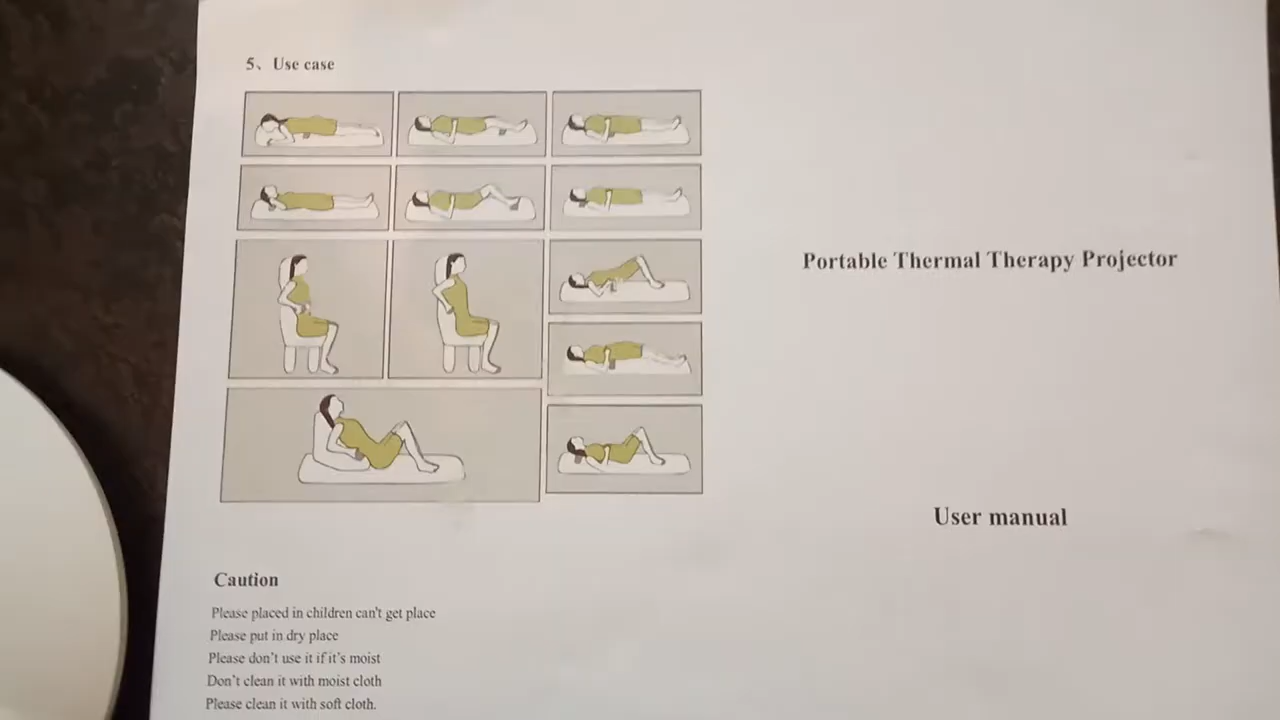 5、Use case
Portable Thermal Therapy Projector
User manual
Caution
Please placed in children can't get place
Please put in dry place
Please don't use it if it's moist
Don't clean it with moist cloth
Please clean it with soft cloth.